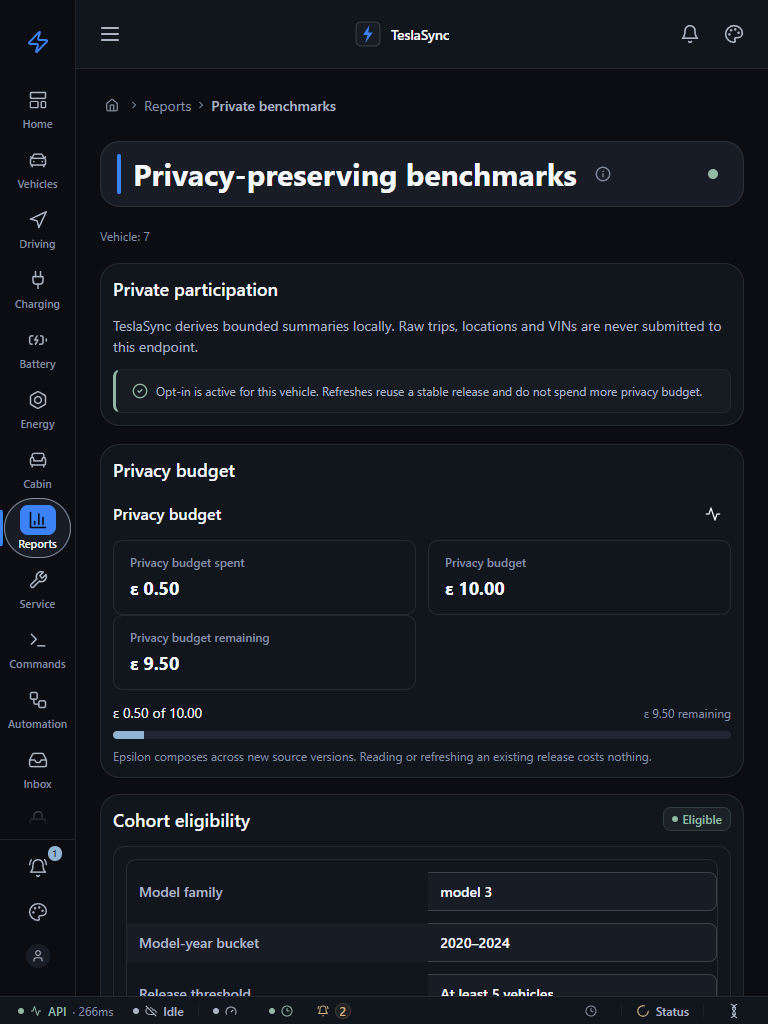 TeslaSync
Home
Vehicles
Driving
Charging
Battery
Energy
Cabin
Reports
Service
Commands
Automation
Inbox
1
Reports
Private benchmarks
Privacy-preserving benchmarks
Vehicle: 7
Private participation
TeslaSync derives bounded summaries locally. Raw trips, locations and VINs are never submitted to
this endpoint.
Opt-in is active for this vehicle. Refreshes reuse a stable release and do not spend more privacy budget.
Privacy budget
Privacy budget
Privacy budget spent
ε 0.50
Privacy budget
ε 10.00
Privacy budget remaining
ε 9.50
ε 0.50 of 10.00
ε 9.50 remaining
Epsilon composes across new source versions. Reading or refreshing an existing release costs nothing.
Cohort eligibility
Eligible
Model family
model 3
Model-year bucket
2020–2024
Release threshold
At least 5 vehicles
API · 266ms
Idle
2
Status